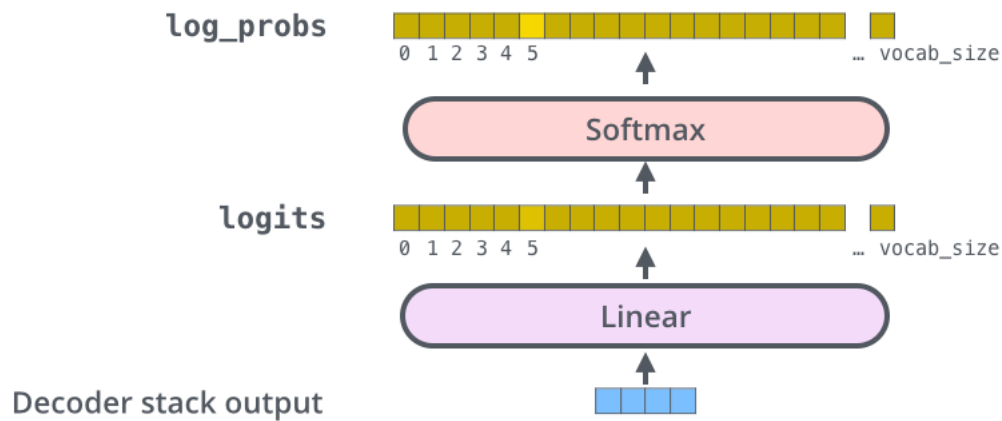 log_probs
0 1 2 3 4 5 … vocab_size
Softmax
logits
0 1 2 3 4 5 … vocab_size
Linear
Decoder stack output